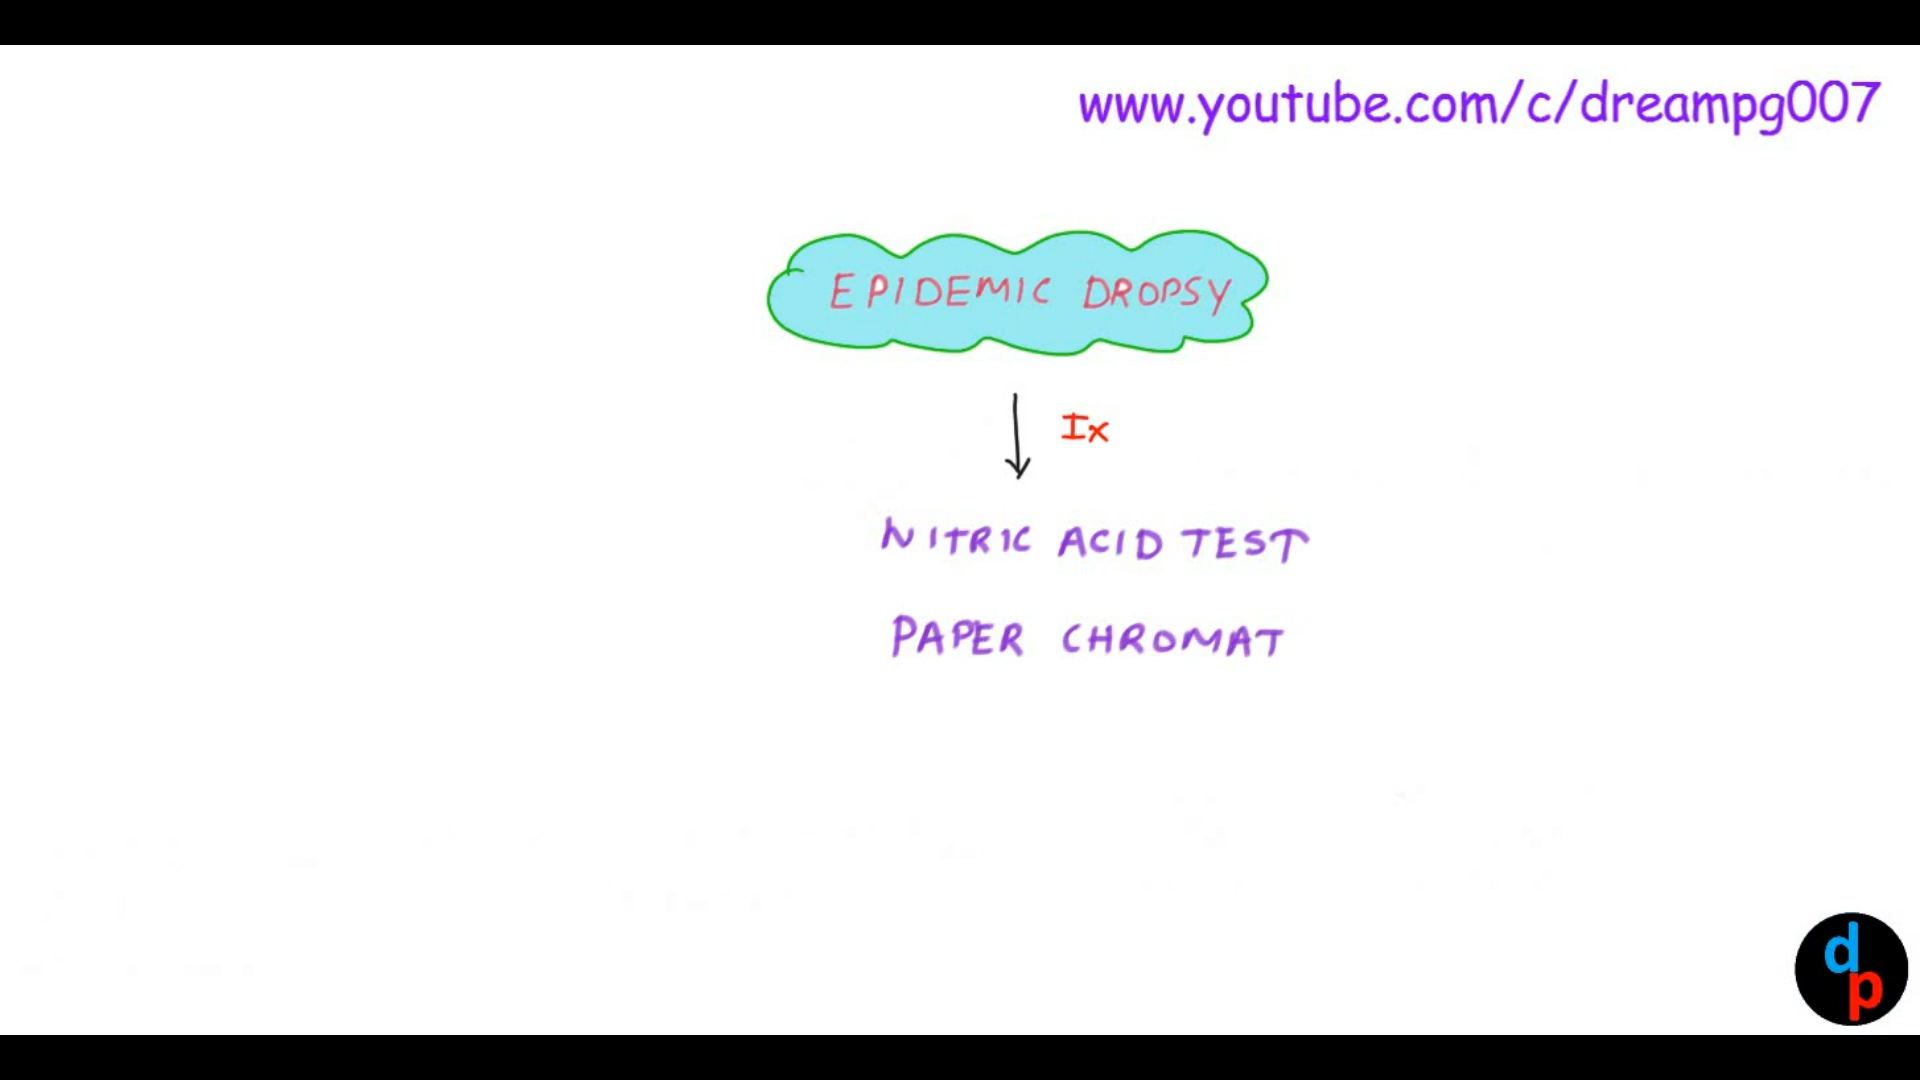 www.youtube.com/c/dreampg007
EPIDEMIC DROPSY
Ix
NITRIC ACID TEST
PAPER CHROMAT
dp